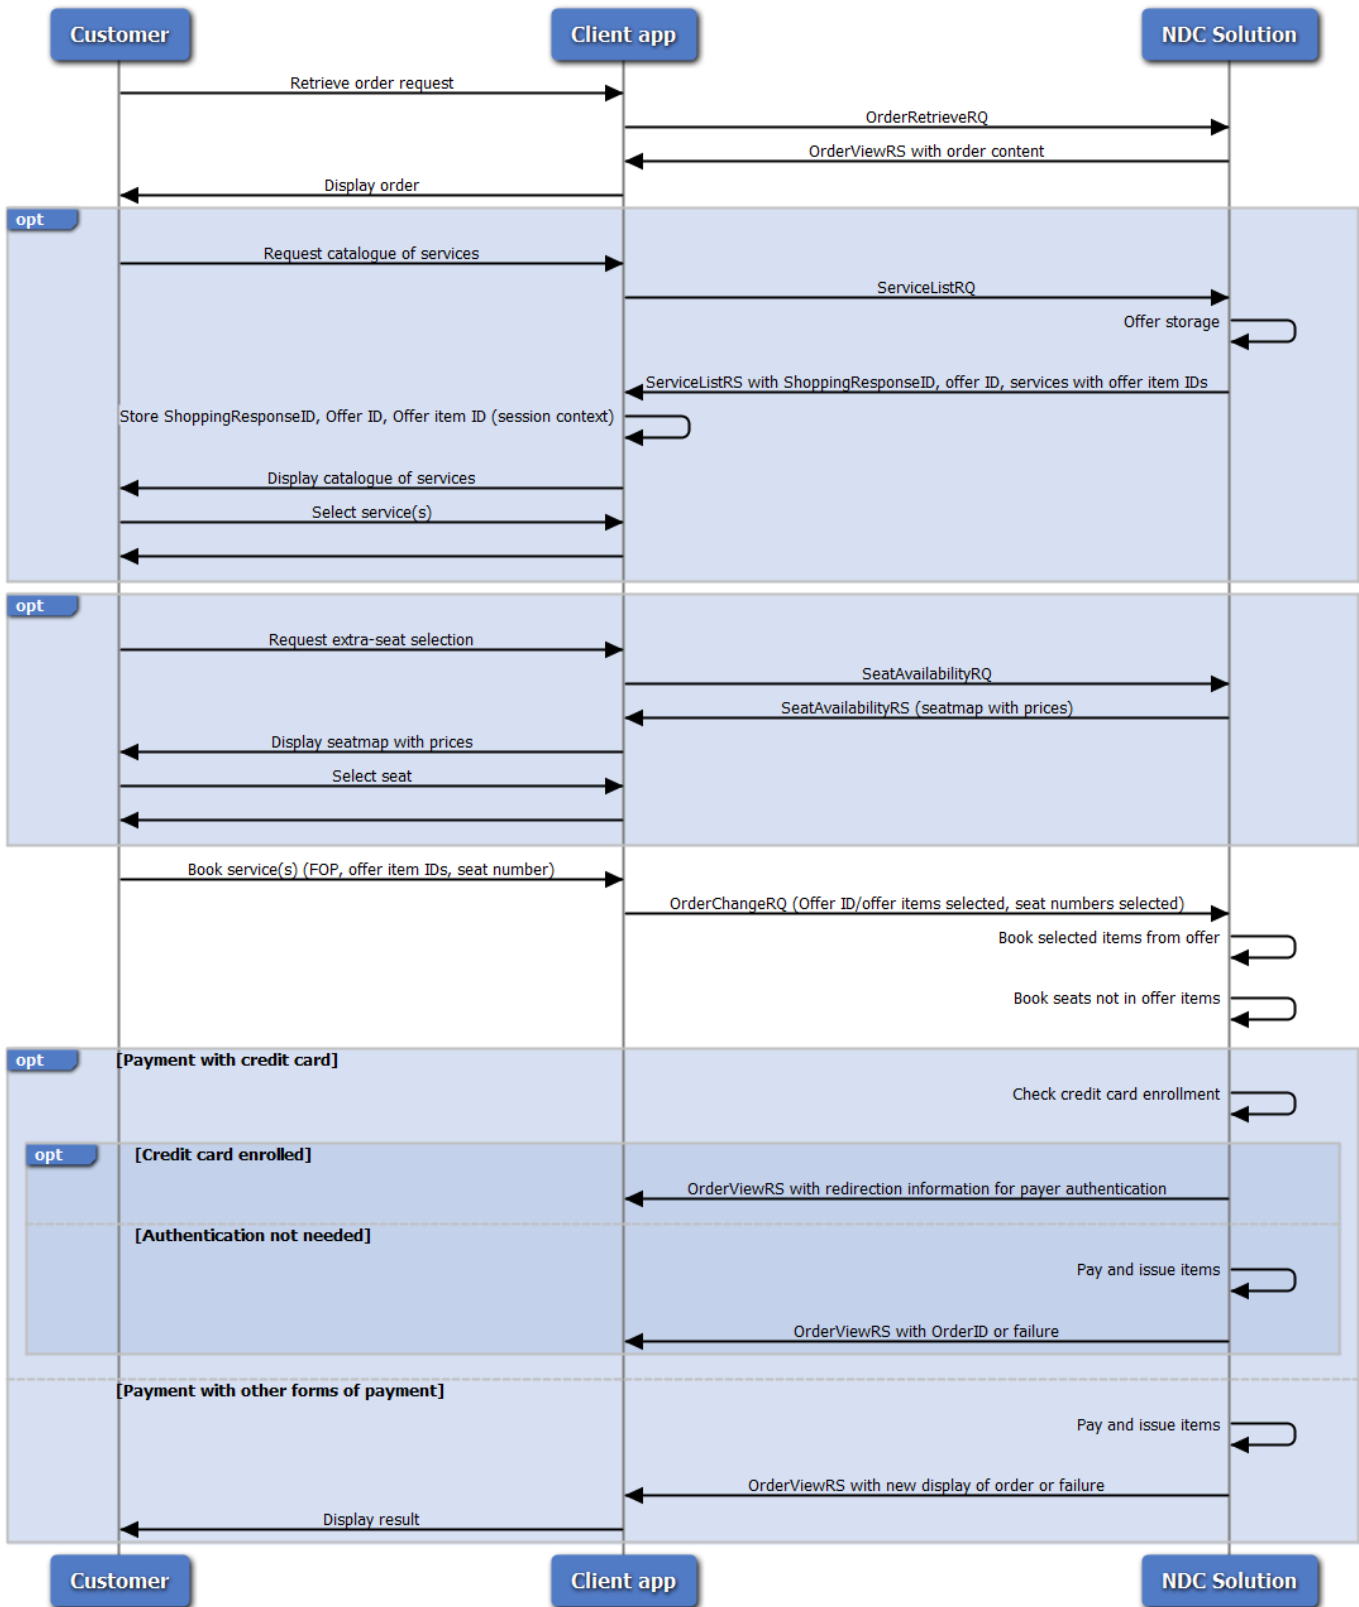 Customer
Client app
NDC Solution
Retrieve order request
OrderRetrieveRQ
OrderViewRS with order content
Display order
opt
Request catalogue of services
ServiceListRQ
Offer storage
ServiceListRS with ShoppingResponseID, offer ID, services with offer item IDs
Store ShoppingResponseID, Offer ID, Offer item ID (session context)
Display catalogue of services
Select service(s)
opt
Request extra-seat selection
SeatAvailabilityRQ
SeatAvailabilityRS (seatmap with prices)
Display seatmap with prices
Select seat
Book service(s) (FOP, offer item IDs, seat number)
OrderChangeRQ (Offer ID/offer items selected, seat numbers selected)
Book selected items from offer
Book seats not in offer items
opt
[Payment with credit card]
Check credit card enrollment
opt
[Credit card enrolled]
OrderViewRS with redirection information for payer authentication
[Authentication not needed]
Pay and issue items
OrderViewRS with OrderID or failure
[Payment with other forms of payment]
Pay and issue items
OrderViewRS with new display of order or failure
Display result
Customer
Client app
NDC Solution